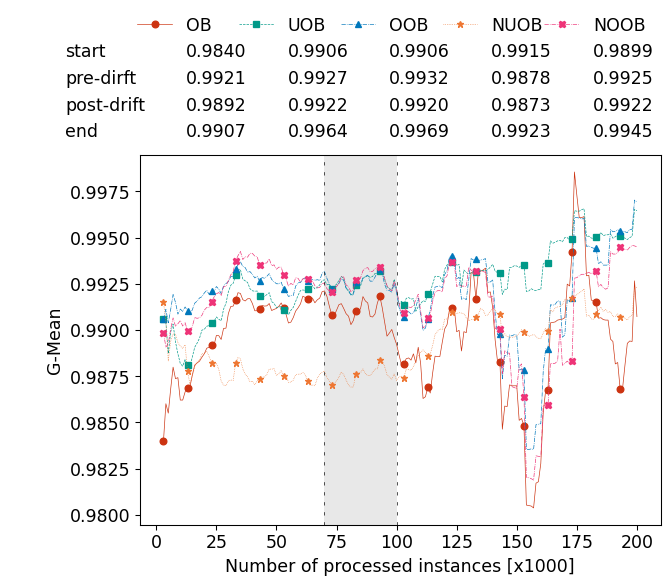 OB UOB OOB NUOB NOOB
start 0.9840 0.9906 0.9906 0.9915 0.9899
pre-dirft 0.9921 0.9927 0.9932 0.9878 0.9925
post-drift 0.9892 0.9922 0.9920 0.9873 0.9922
end 0.9907 0.9964 0.9969 0.9923 0.9945
0.9975
0.9950
0.9925
0.9900
0.9875
0.9850
0.9825
0.9800
G-Mean
0 25 50 75 100 125 150 175 200
Number of processed instances [x1000]